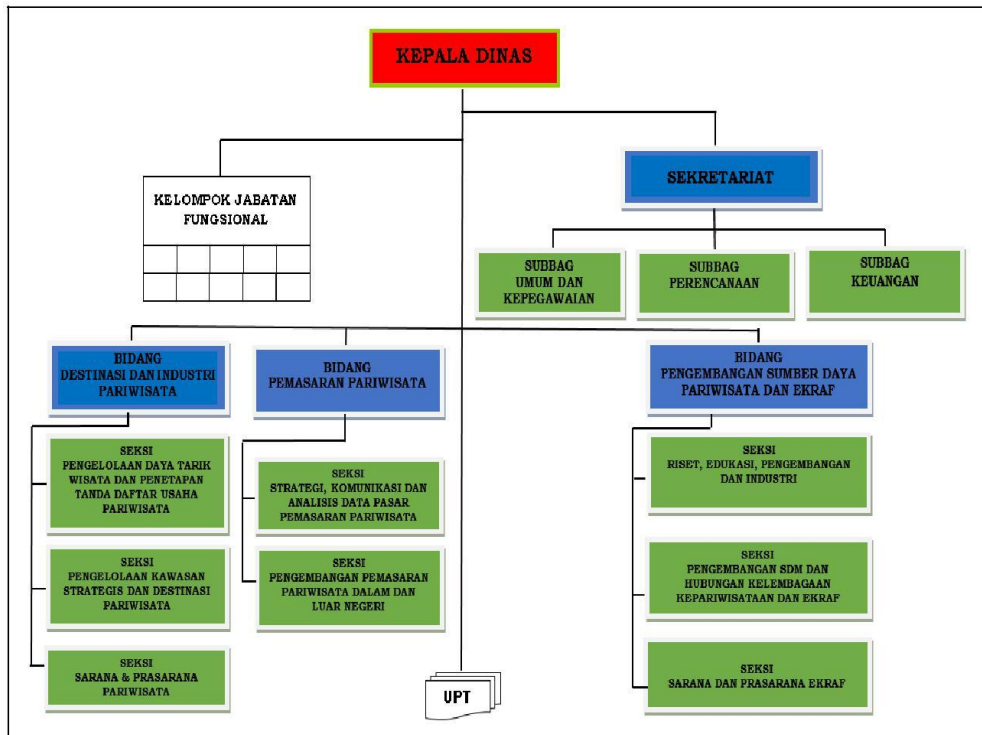 KEPALA DINAS
SEKRETARIAT
KELOMPOK JABATAN
FUNGSIONAL
SUBBAG
UMUM DAN
KEPEGAWAIAN
SUBBAG
PERENCANAAN
SUBBAG
KEUANGAN
BIDANG
DESTINASI DAN INDUSTRI
PARIWISATA
BIDANG
PEMASARAN PARIWISATA
BIDANG
PENGEMBANGAN SUMBER DAYA
PARIWISATA DAN EKRAF
SEKSI
PENGELOLAAN DAYA TARIK
WISATA DAN PENETAPAN
TANDA DAFTAR USAHA
PARIWISATA
SEKSI
STRATEGI, KOMUNIKASI DAN
ANALISIS DATA PASAR
PEMASARAN PARIWISATA
SEKSI
RISET, EDUKASI, PENGEMBANGAN
DAN INDUSTRI
SEKSI
PENGELOLAAN KAWASAN
STRATEGIS DAN DESTINASI
PARIWISATA
SEKSI
PENGEMBANGAN PEMASARAN
PARIWISATA DALAM DAN
LUAR NEGERI
SEKSI
PENGEMBANGAN SDM DAN
HUBUNGAN KELEMBAGAAN
KEPARIWISATAAN DAN EKRAF
SEKSI
SARANA & PRASARANA
PARIWISATA
UPT
SEKSI
SARANA DAN PRASARANA EKRAF